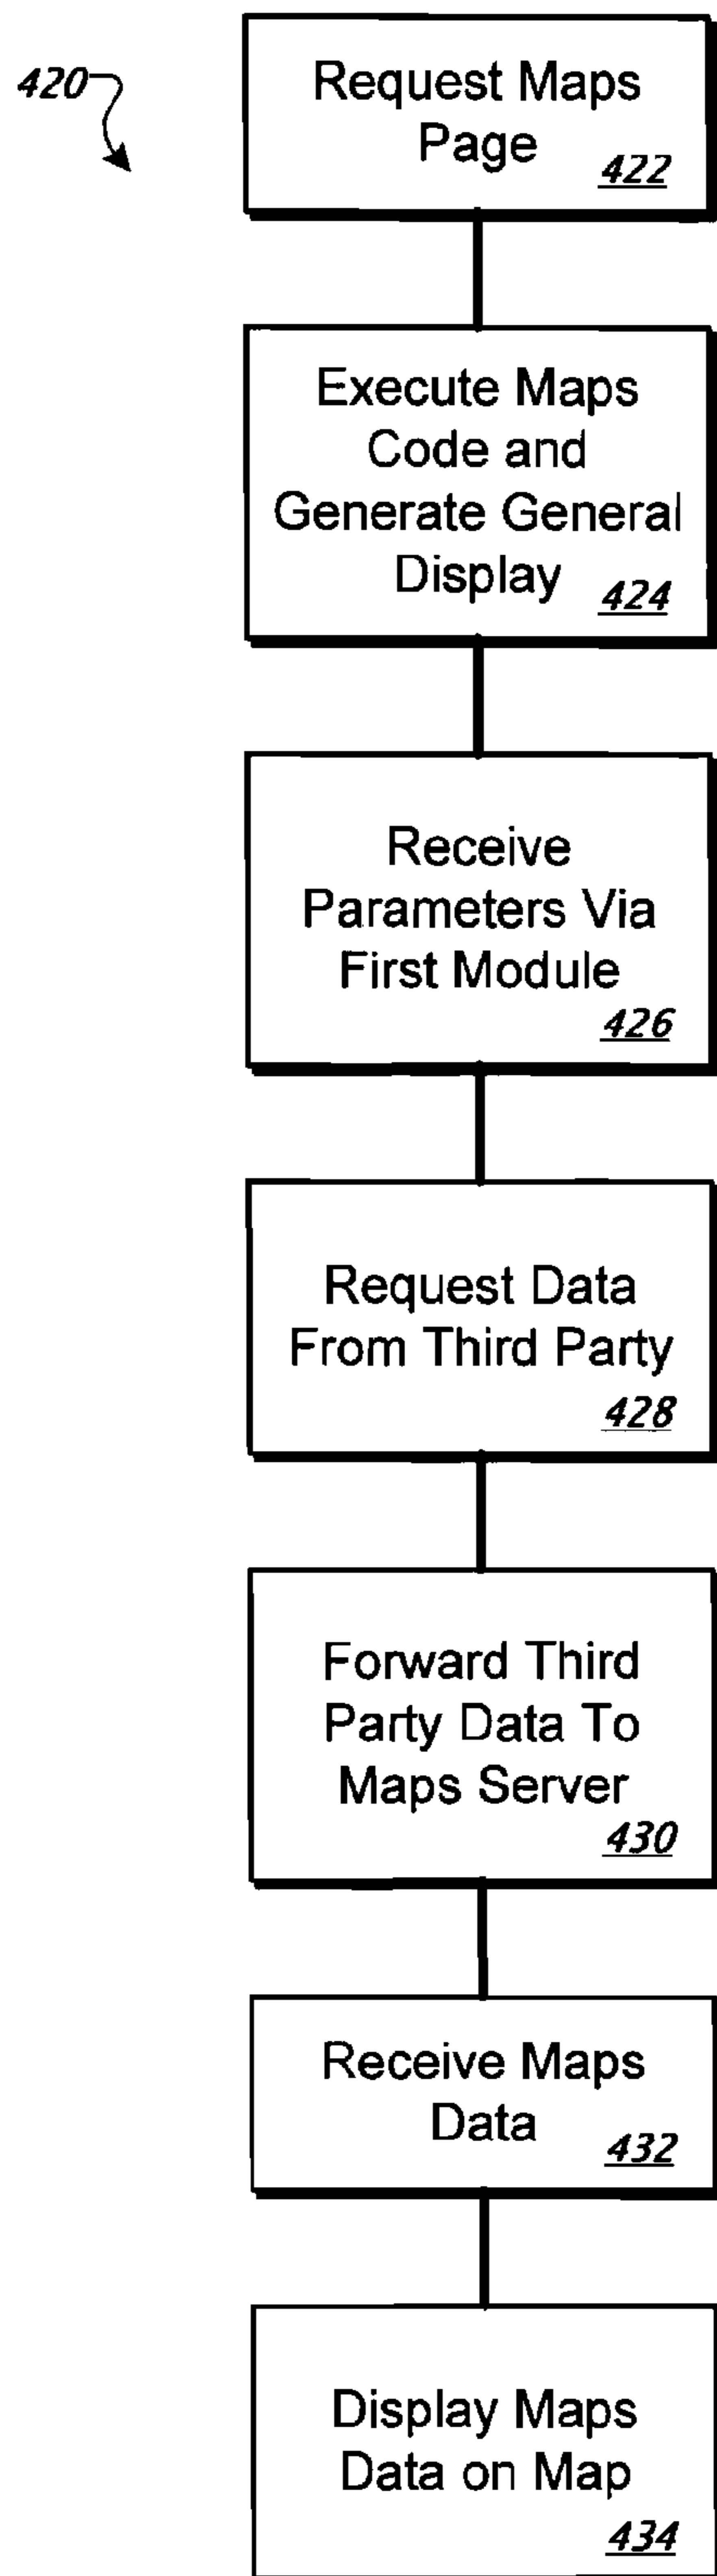 420
Request Maps
Page
422
Execute Maps
Code and
Generate General
Display
424
Receive
Parameters Via
First Module
426
Request Data
From Third Party
428
Forward Third
Party Data To
Maps Server
430
Receive Maps
Data
432
Display Maps
Data on Map
434